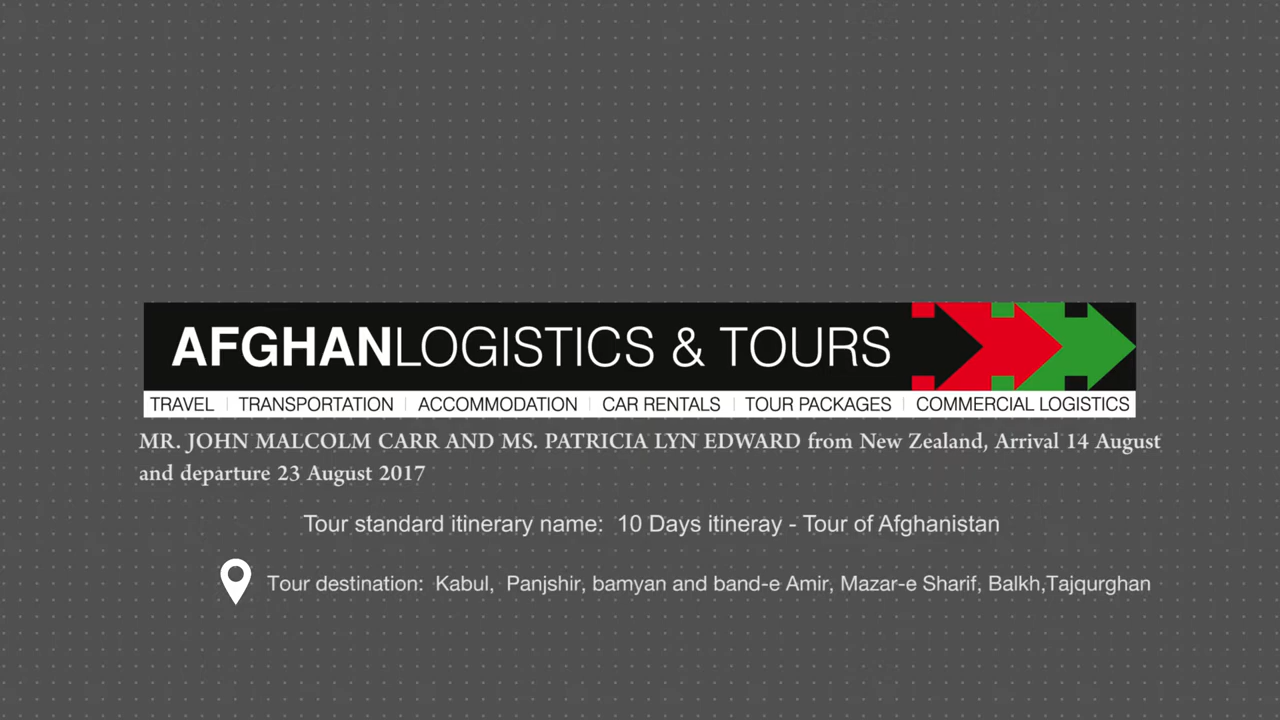 AFGHANLOGISTICS & TOURS
TRAVEL | TRANSPORTATION | ACCOMMODATION | CAR RENTALS | TOUR PACKAGES | COMMERCIAL LOGISTICS
MR. JOHN MALCOLM CARR AND MS. PATRICIA LYN EDWARD from New Zealand, Arrival 14 August
and departure 23 August 2017
Tour standard itinerary name: 10 Days itineray - Tour of Afghanistan
Tour destination: Kabul, Panjshir, bamyan and band-e Amir, Mazar-e Sharif, Balkh,Tajqurghan